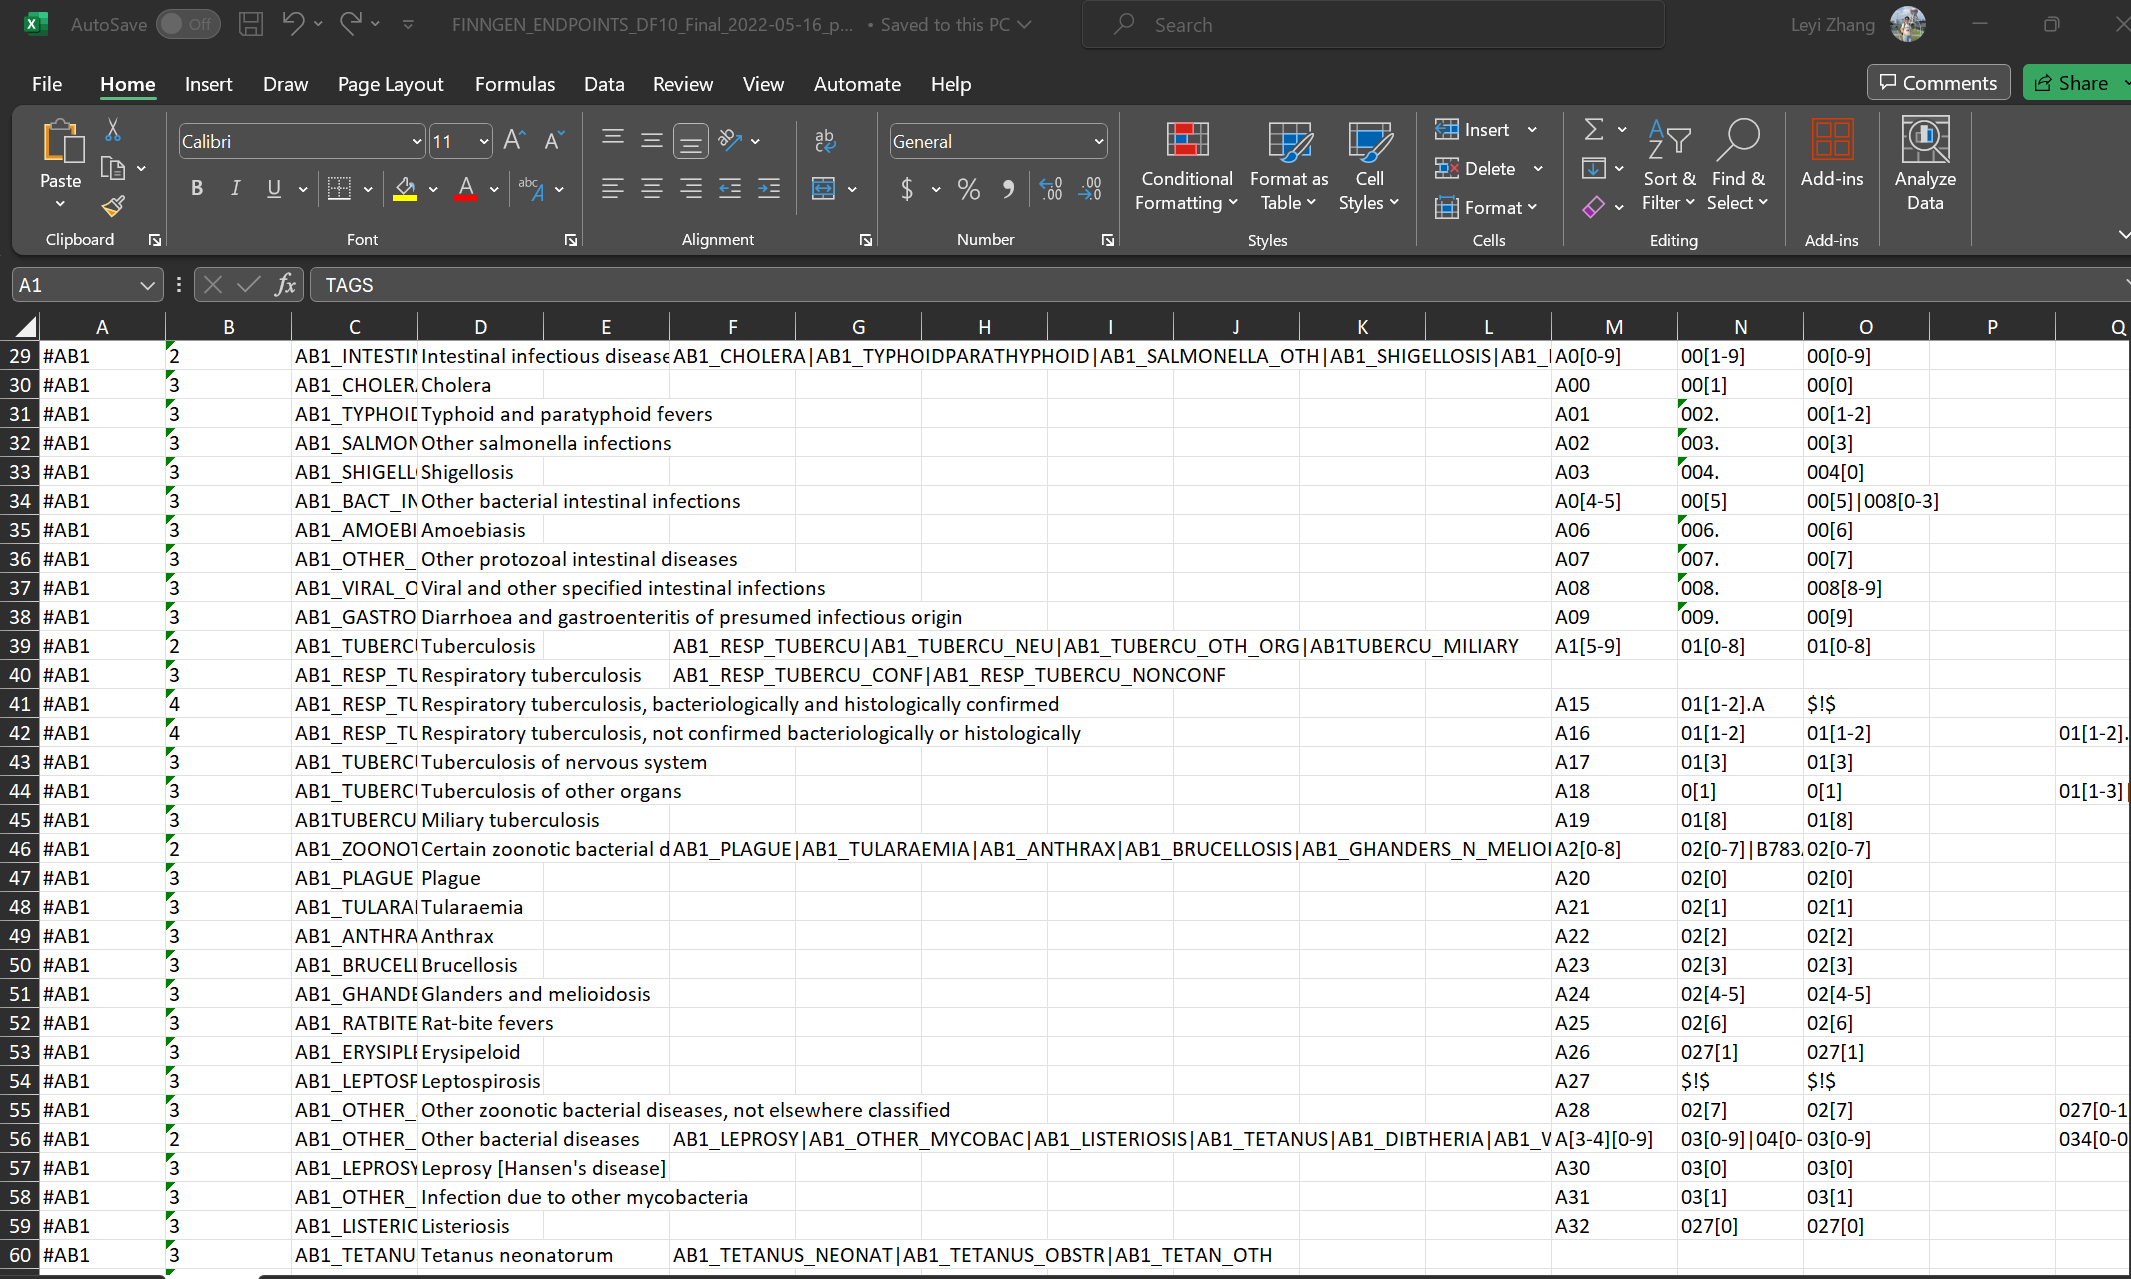 AutoSave Off FINNGEN_ENDPOINTS_DF10_Final_2022-05-16_p... • Saved to this PC Search Leyi Zhang
File Home Insert Draw Page Layout Formulas Data Review View Automate Help Comments Share
Paste Calibri 11 General Conditional Formatting Format as Table Cell Styles Insert Delete Format Sort & Filter Find & Select Add-ins Analyze Data
Clipboard Font Alignment Number Styles Cells Editing Add-ins
A1 fx TAGS
A B C D E F G H I J K L M N O P Q
29 #AB1 2 AB1_INTESTIN Intestinal infectious disease AB1_CHOLERA|AB1_TYPHOIDPARATHYPHOID|AB1_SALMONELLA_OTH|AB1_SHIGELLOSIS|AB1_ A0[0-9] 00[1-9] 00[0-9]
30 #AB1 3 AB1_CHOLER Cholera A00 00[1] 00[0]
31 #AB1 3 AB1_TYPHOID Typhoid and paratyphoid fevers A01 002. 00[1-2]
32 #AB1 3 AB1_SALMON Other salmonella infections A02 003. 00[3]
33 #AB1 3 AB1_SHIGELL Shigellosis A03 004. 004[0]
34 #AB1 3 AB1_BACT_IN Other bacterial intestinal infections A0[4-5] 00[5] 00[5]|008[0-3]
35 #AB1 3 AB1_AMOEBI Amoebiasis A06 006. 00[6]
36 #AB1 3 AB1_OTHER_ Other protozoal intestinal diseases A07 007. 00[7]
37 #AB1 3 AB1_VIRAL_O Viral and other specified intestinal infections A08 008. 008[8-9]
38 #AB1 3 AB1_GASTRO Diarrhoea and gastroenteritis of presumed infectious origin A09 009. 00[9]
39 #AB1 2 AB1_TUBERC Tuberculosis AB1_RESP_TUBERCU|AB1_TUBERCU_NEU|AB1_TUBERCU_OTH_ORG|AB1TUBERCU_MILIARY A1[5-9] 01[0-8] 01[0-8]
40 #AB1 3 AB1_RESP_TU Respiratory tuberculosis AB1_RESP_TUBERCU_CONF|AB1_RESP_TUBERCU_NONCONF
41 #AB1 4 AB1_RESP_TU Respiratory tuberculosis, bacteriologically and histologically confirmed A15 01[1-2].A $!$
42 #AB1 4 AB1_RESP_TU Respiratory tuberculosis, not confirmed bacteriologically or histologically A16 01[1-2] 01[1-2] 01[1-2].
43 #AB1 3 AB1_TUBERC Tuberculosis of nervous system A17 01[3] 01[3]
44 #AB1 3 AB1_TUBERC Tuberculosis of other organs A18 0[1] 0[1] 01[1-3]|
45 #AB1 3 AB1TUBERCU Miliary tuberculosis A19 01[8] 01[8]
46 #AB1 2 AB1_ZOONOT Certain zoonotic bacterial d AB1_PLAGUE|AB1_TULARAEMIA|AB1_ANTHRAX|AB1_BRUCELLOSIS|AB1_GHANDERS_N_MELIOI A2[0-8] 02[0-7]|B783 02[0-7]
47 #AB1 3 AB1_PLAGUE Plague A20 02[0] 02[0]
48 #AB1 3 AB1_TULARA Tularaemia A21 02[1] 02[1]
49 #AB1 3 AB1_ANTHRA Anthrax A22 02[2] 02[2]
50 #AB1 3 AB1_BRUCELL Brucellosis A23 02[3] 02[3]
51 #AB1 3 AB1_GHANDE Glanders and melioidosis A24 02[4-5] 02[4-5]
52 #AB1 3 AB1_RATBITE Rat-bite fevers A25 02[6] 02[6]
53 #AB1 3 AB1_ERYSIPLE Erysipeloid A26 027[1] 027[1]
54 #AB1 3 AB1_LEPTOSP Leptospirosis A27 $!$ $!$
55 #AB1 3 AB1_OTHER_ Other zoonotic bacterial diseases, not elsewhere classified A28 02[7] 02[7] 027[0-1
56 #AB1 2 AB1_OTHER_ Other bacterial diseases AB1_LEPROSY|AB1_OTHER_MYCOBAC|AB1_LISTERIOSIS|AB1_TETANUS|AB1_DIBTHERIA|AB1_W A[3-4][0-9] 03[0-9]|04[0- 03[0-9] 034[0-0
57 #AB1 3 AB1_LEPROSY Leprosy [Hansen's disease] A30 03[0] 03[0]
58 #AB1 3 AB1_OTHER_ Infection due to other mycobacteria A31 03[1] 03[1]
59 #AB1 3 AB1_LISTERIO Listeriosis A32 027[0] 027[0]
60 #AB1 3 AB1_TETANU Tetanus neonatorum AB1_TETANUS_NEONAT|AB1_TETANUS_OBSTR|AB1_TETAN_OTH